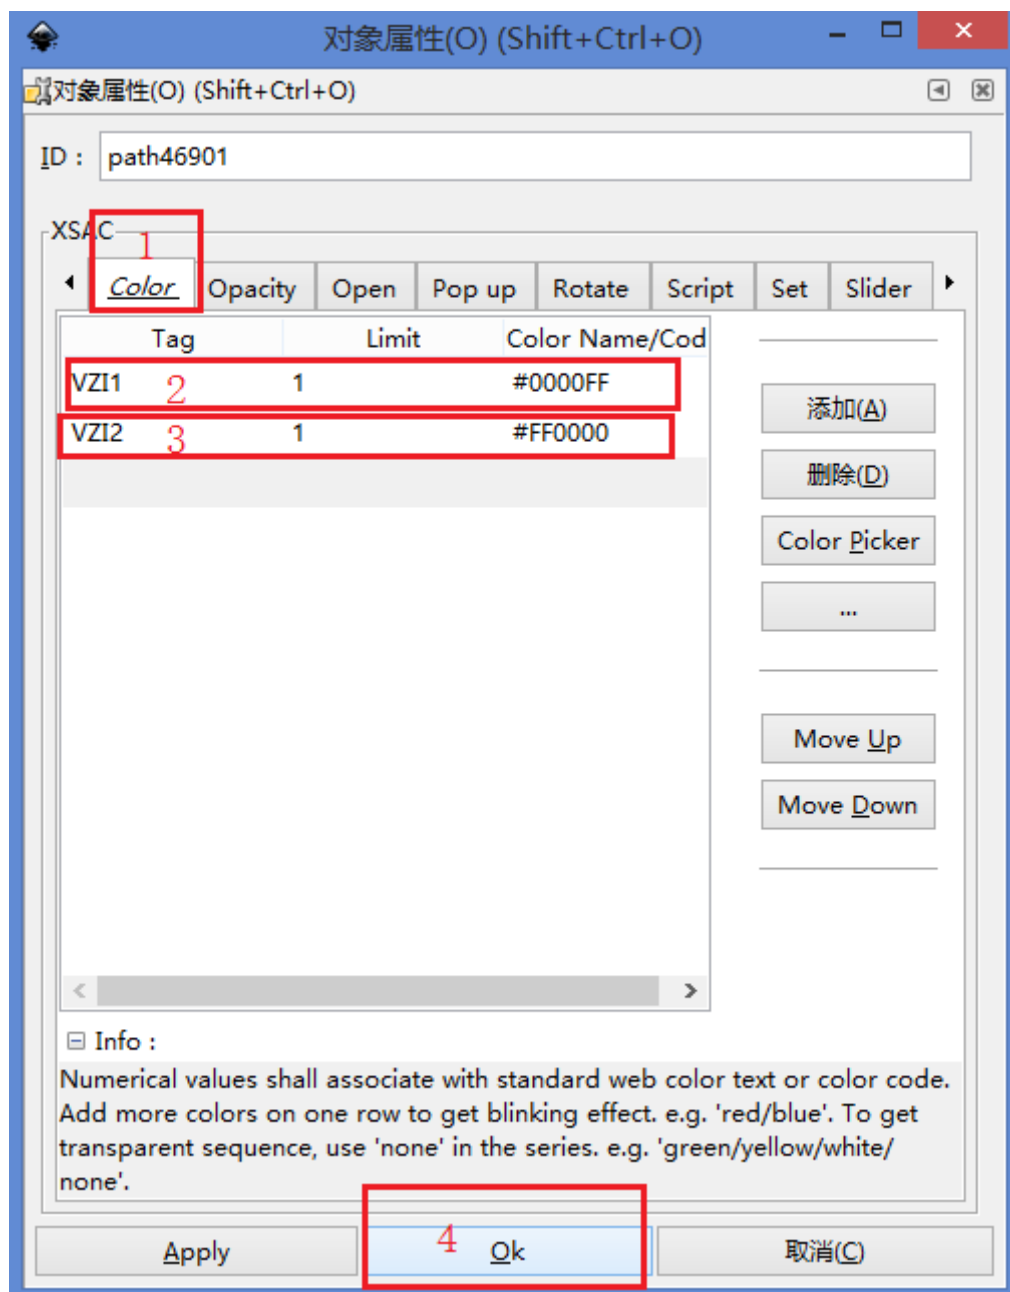 对象属性(O) (Shift+Ctrl+O)
对象属性(O) (Shift+Ctrl+O)
ID : path46901
XSAC
1
Color Opacity Open Pop up Rotate Script Set Slider
Tag Limit Color Name/Cod
VZI1 2 1 #0000FF
VZI2 3 1 #FF0000
添加(A)
删除(D)
Color Picker
...
Move Up
Move Down
Info :
Numerical values shall associate with standard web color text or color code.
Add more colors on one row to get blinking effect. e.g. 'red/blue'. To get
transparent sequence, use 'none' in the series. e.g. 'green/yellow/white/
none'.
Apply 4 Ok 取消(C)